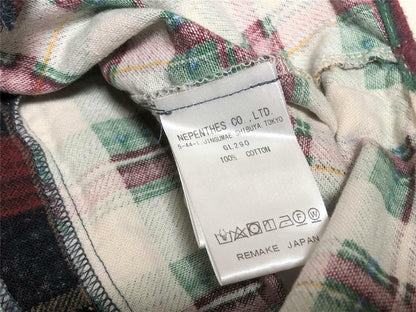 NEPENTHES CO.,LTD.
5-44-1 JINGUMAE SHIBUYA TOKYO
GL290
100% COTTON
REMAKE JAPAN